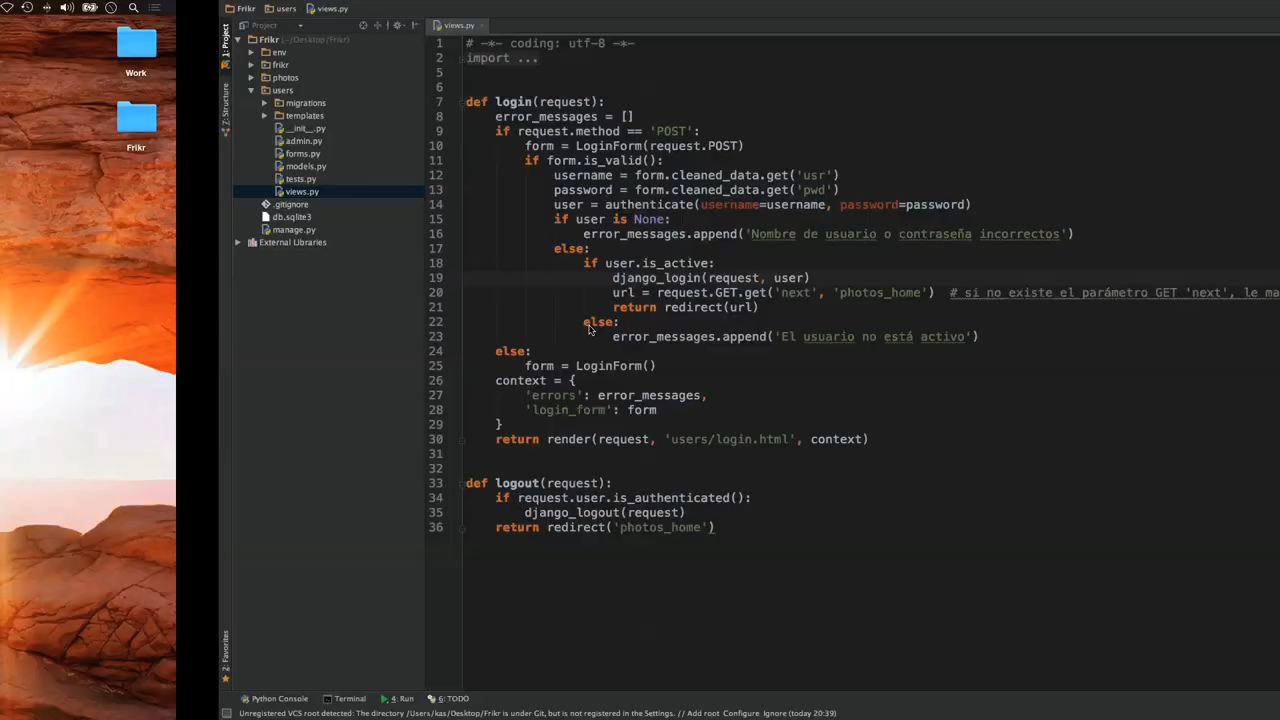 Work
Frikr
Frikr users views.py
Project
views.py
1: Project
7: Structure
2: Favorites
Frikr (~/Desktop/Frikr)
env
frikr
photos
users
migrations
templates
__init__.py
admin.py
forms.py
models.py
tests.py
views.py
.gitignore
db.sqlite3
manage.py
External Libraries
1 # -*- coding: utf-8 -*-
2 import ...
5
6
7 def login(request):
8 error_messages = []
9 if request.method == 'POST':
10 form = LoginForm(request.POST)
11 if form.is_valid():
12 username = form.cleaned_data.get('usr')
13 password = form.cleaned_data.get('pwd')
14 user = authenticate(username=username, password=password)
15 if user is None:
16 error_messages.append('Nombre de usuario o contraseña incorrectos')
17 else:
18 if user.is_active:
19 django_login(request, user)
20 url = request.GET.get('next', 'photos_home') # si no existe el parámetro GET 'next', le ma
21 return redirect(url)
22 else:
23 error_messages.append('El usuario no está activo')
24 else:
25 form = LoginForm()
26 context = {
27 'errors': error_messages,
28 'login_form': form
29 }
30 return render(request, 'users/login.html', context)
31
32
33 def logout(request):
34 if request.user.is_authenticated():
35 django_logout(request)
36 return redirect('photos_home')
Python Console Terminal 4: Run 6: TODO
Unregistered VCS root detected: The directory /Users/kas/Desktop/Frikr is under Git, but is not registered in the Settings. // Add root Configure Ignore (today 20:39)